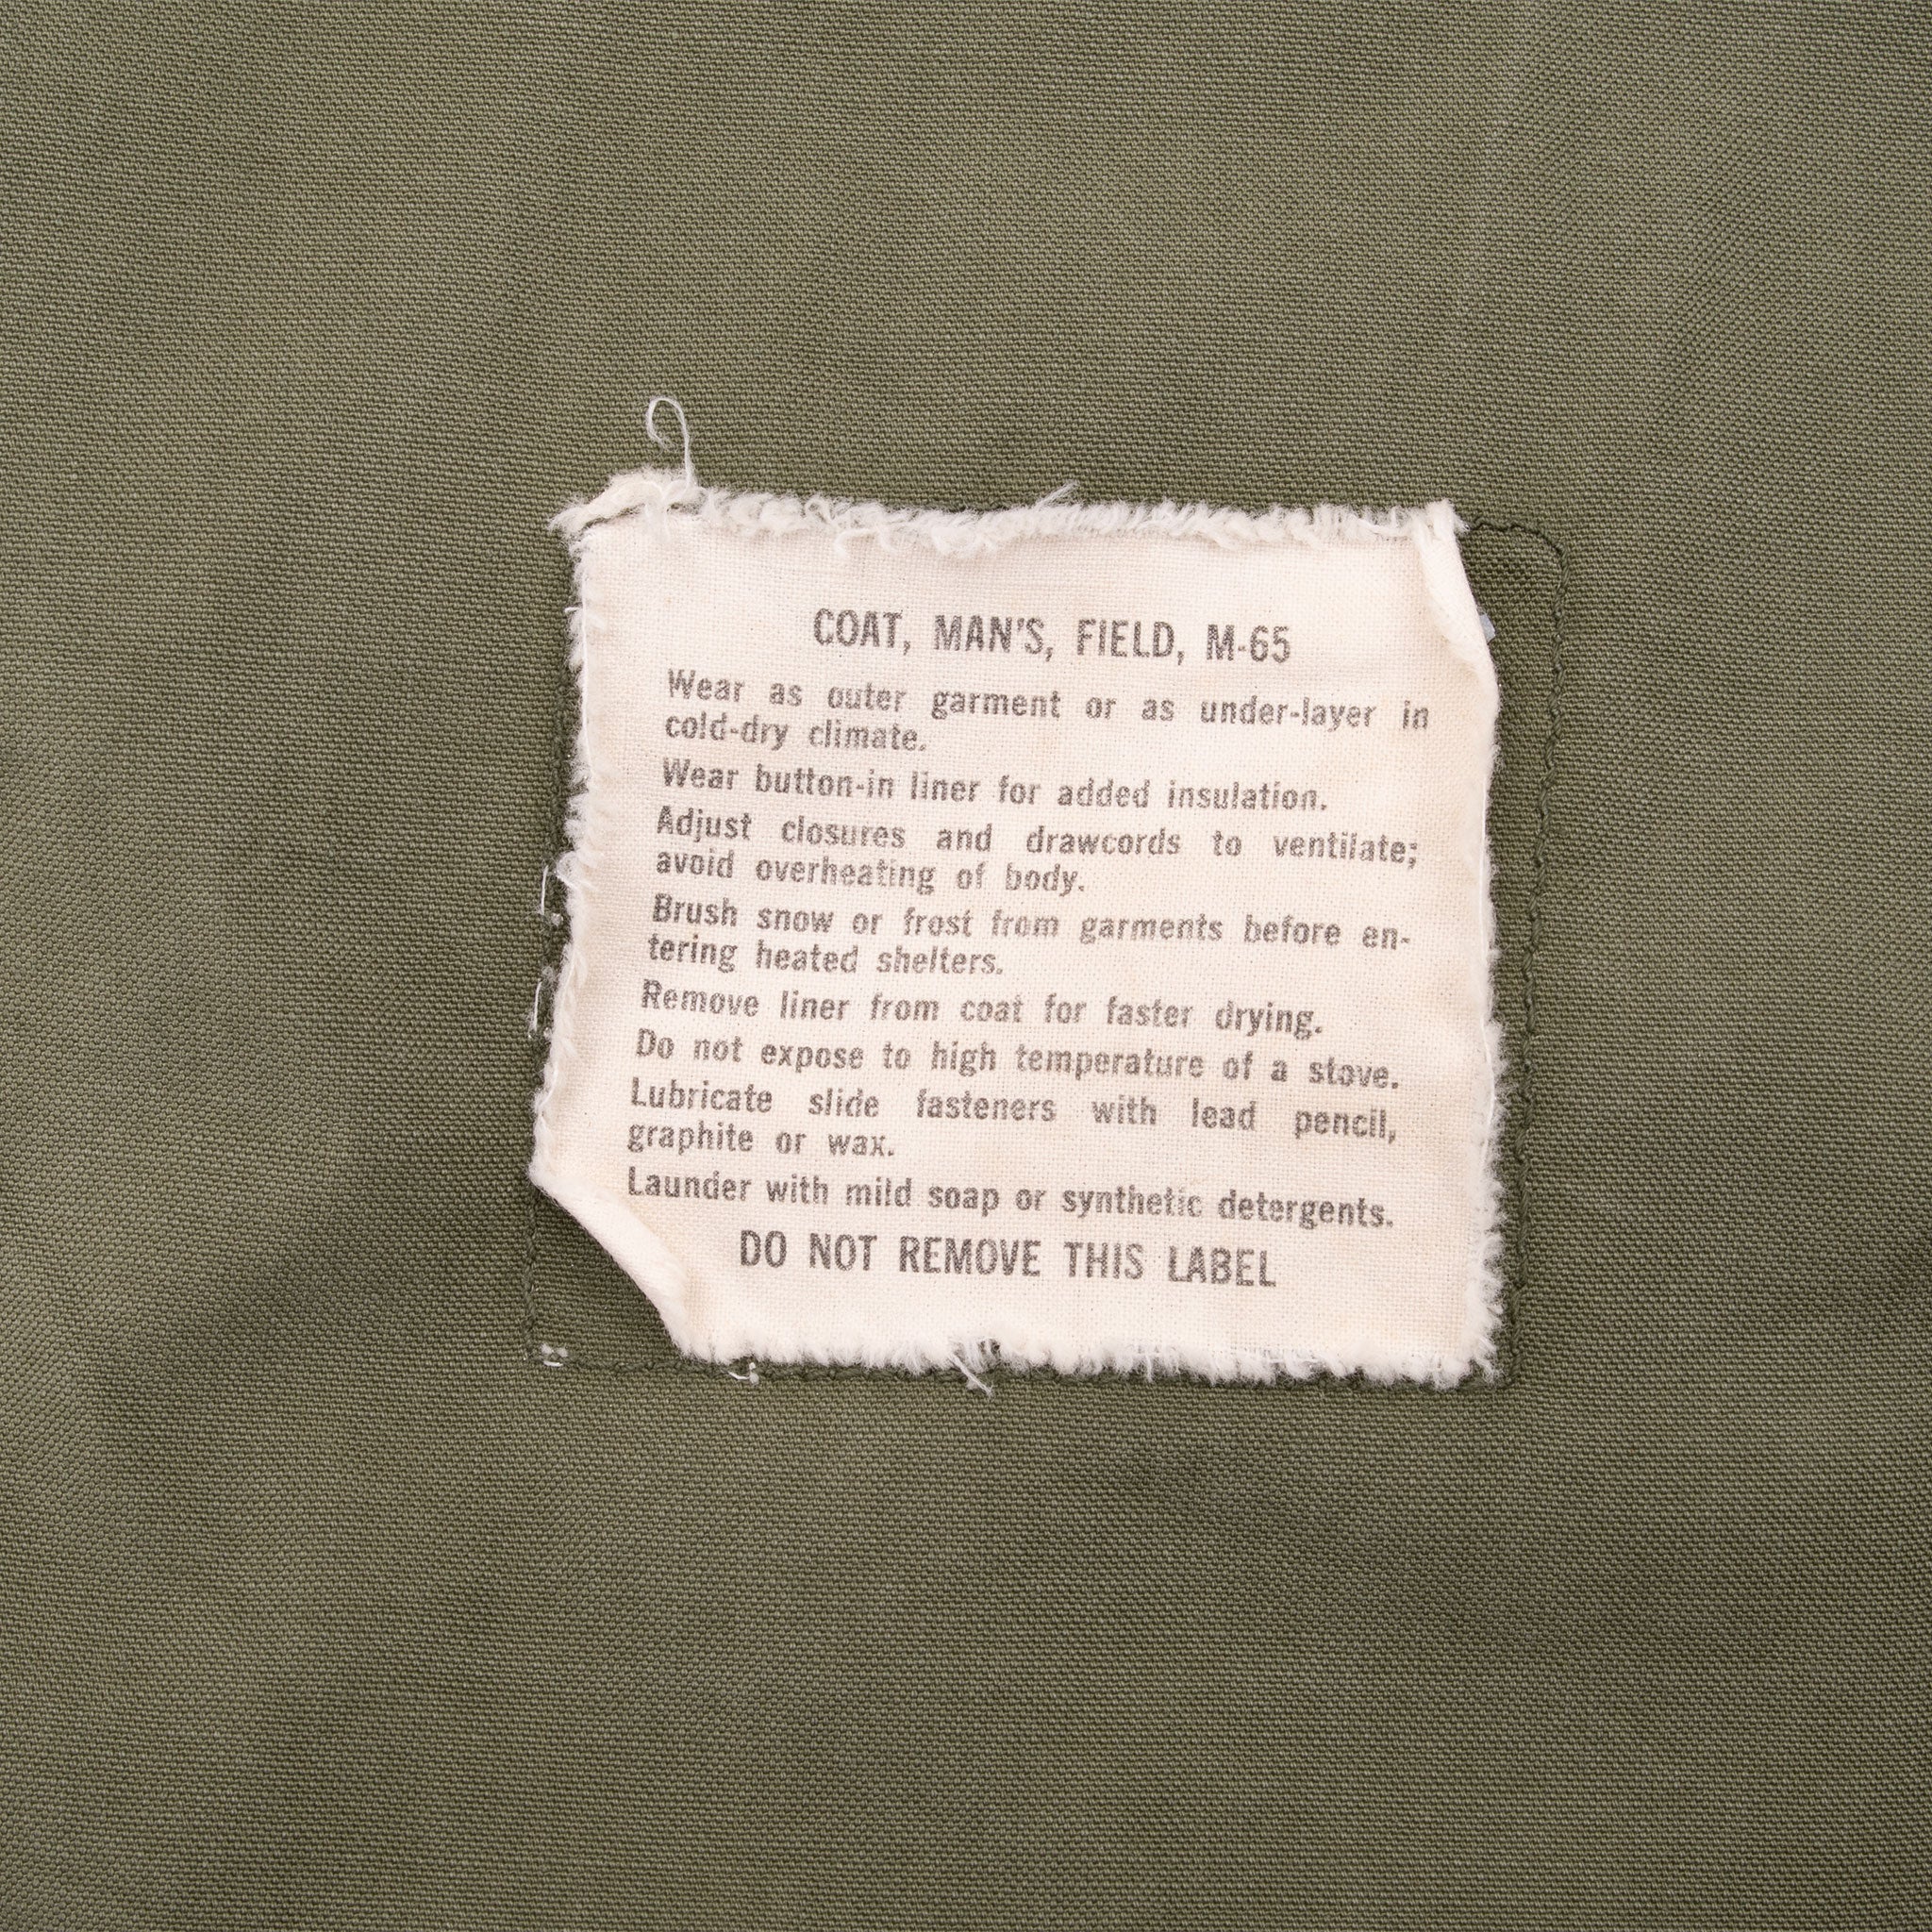 COAT, MAN'S, FIELD, M-65
Wear as outer garment or as under-layer in
cold-dry climate.
Wear button-in liner for added insulation.
Adjust closures and drawcords to ventilate;
avoid overheating of body.
Brush snow or frost from garments before en-
tering heated shelters.
Remove liner from coat for faster drying.
Do not expose to high temperature of a stove.
Lubricate slide fasteners with lead pencil,
graphite or wax.
Launder with mild soap or synthetic detergents.
DO NOT REMOVE THIS LABEL